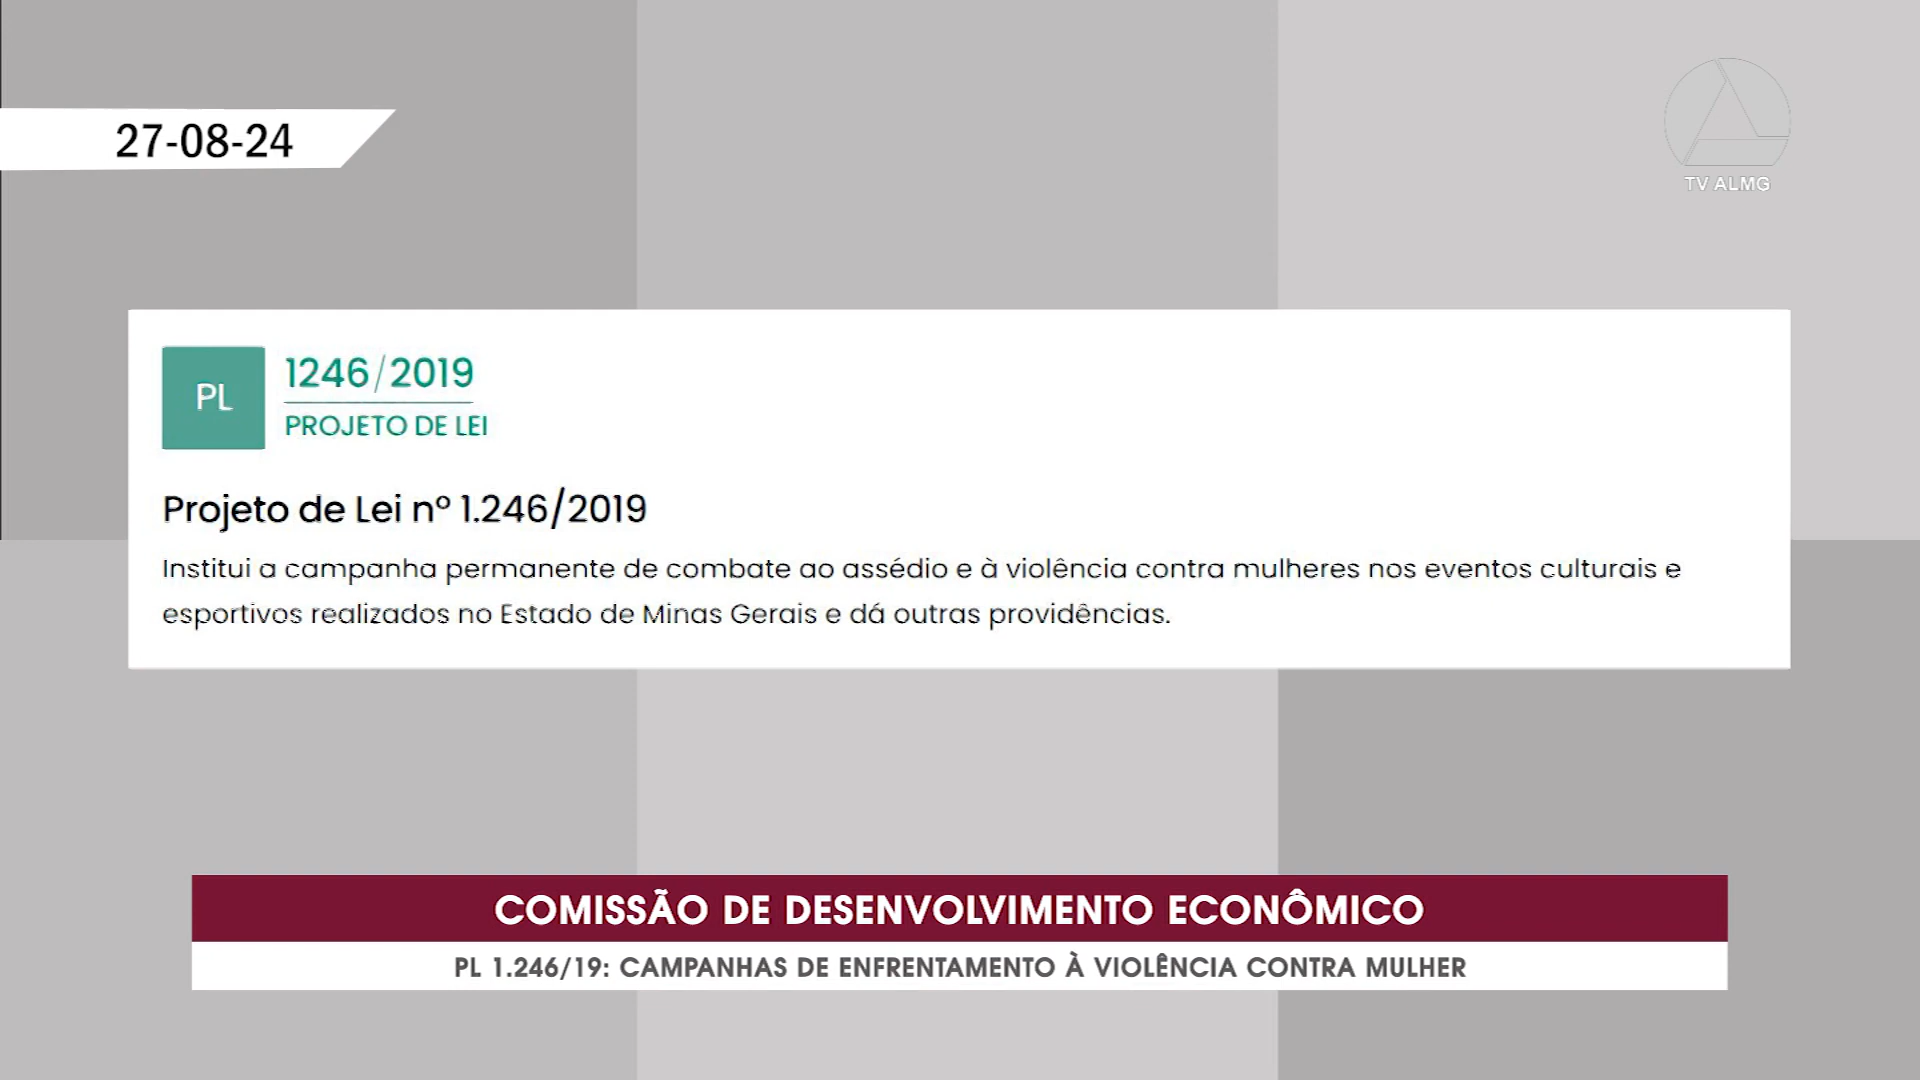 27-08-24
TV ALMG
PL
1246/2019
PROJETO DE LEI
Projeto de Lei nº 1.246/2019
Institui a campanha permanente de combate ao assédio e à violência contra mulheres nos eventos culturais e
esportivos realizados no Estado de Minas Gerais e dá outras providências.
COMISSÃO DE DESENVOLVIMENTO ECONÔMICO
PL 1.246/19: CAMPANHAS DE ENFRENTAMENTO À VIOLÊNCIA CONTRA MULHER